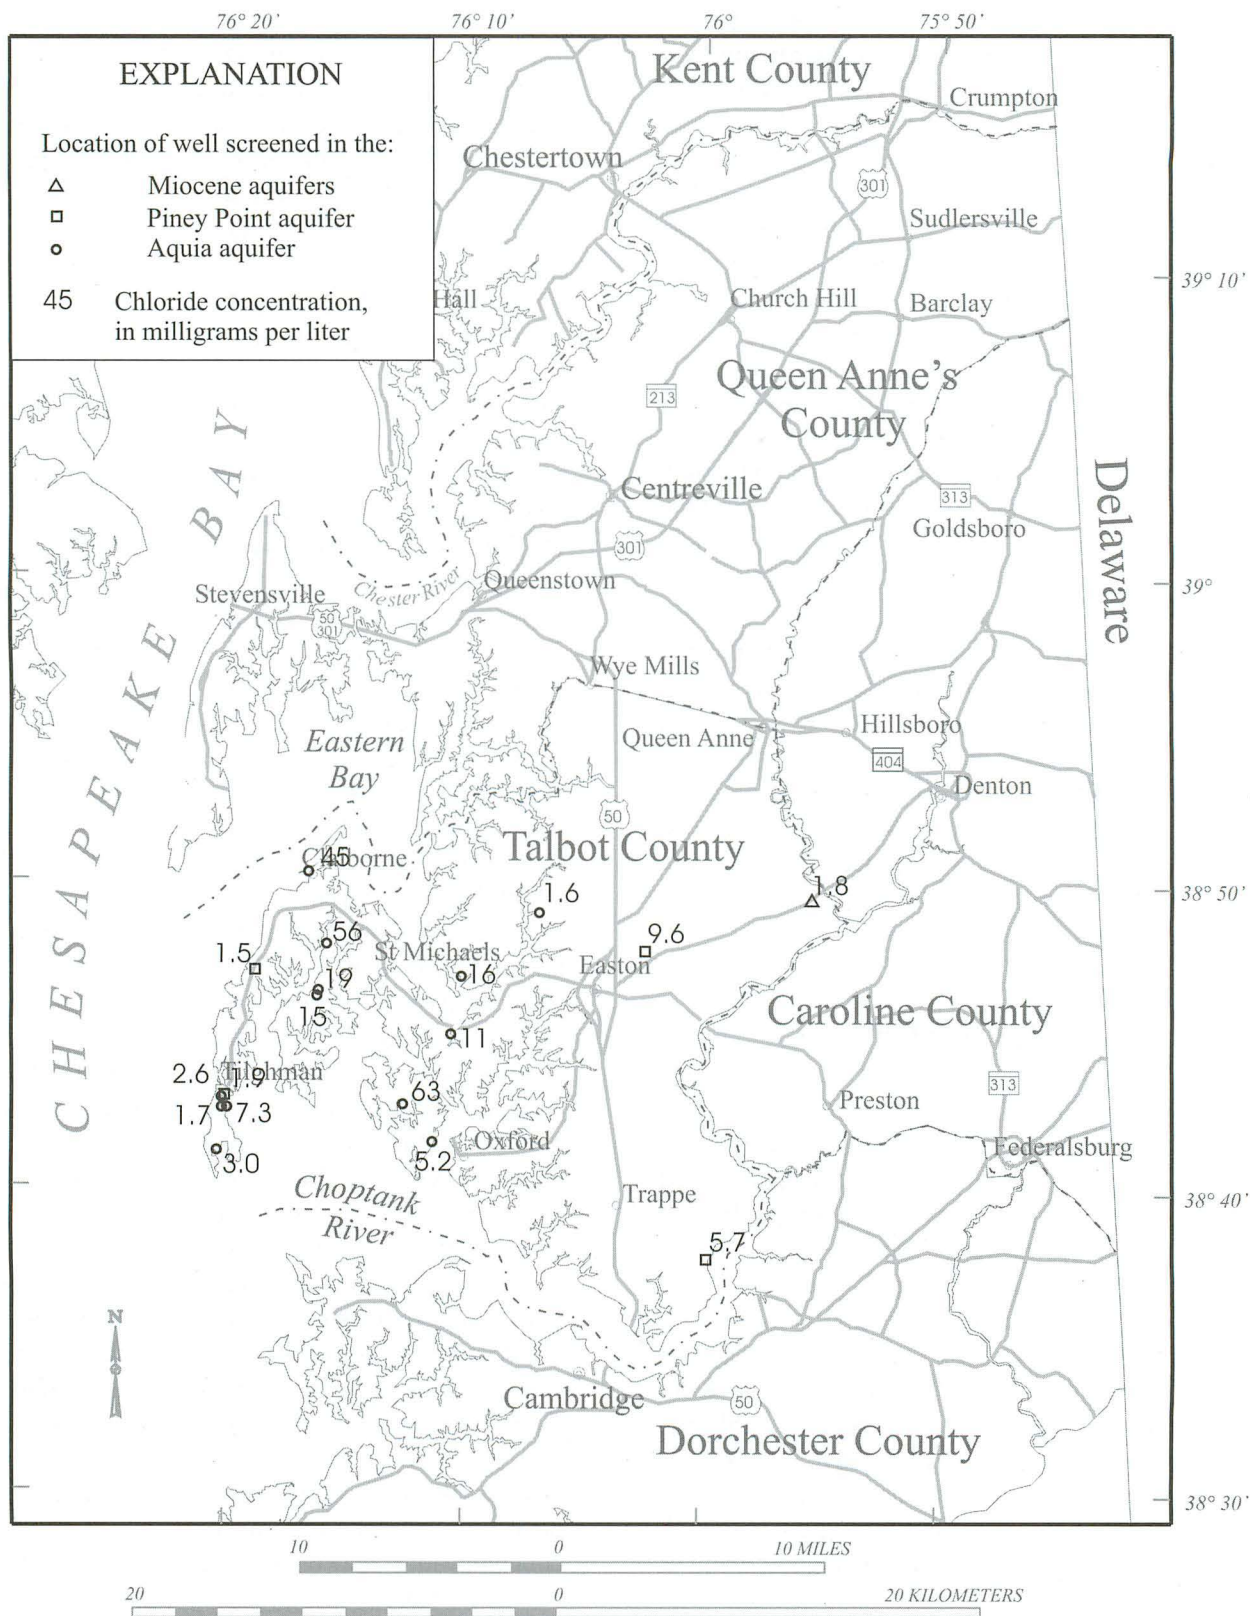 76° 20' 76° 10' 76° 75° 50'
EXPLANATION
Location of well screened in the:
Miocene aquifers
Piney Point aquifer
Aquia aquifer
45 Chloride concentration,
in milligrams per liter
Kent County
Crumpton
Chestertown
301
Sudlersville
39° 10'
Hall
Church Hill
Barclay
Queen Anne's
County
213
CHESAPEAKE BAY
Delaware
Centreville
313
Goldsboro
301
Chester River
Queenstown
39°
Stevensville
50
301
Wye Mills
Queen Anne
Hillsboro
404
Denton
Eastern
Bay
50
Talbot County
Claiborne
45
1.6
1.8
38° 50'
56
9.6
1.5
St Michaels
Easton
19
16
15
Caroline County
11
2.6
Tilghman
1.9
63
313
Preston
1.7
7.3
Oxford
Federalsburg
3.0
5.2
Choptank
River
Trappe
38° 40'
5.7
N
Cambridge
50
Dorchester County
38° 30'
10 0 10 MILES
20 0 20 KILOMETERS